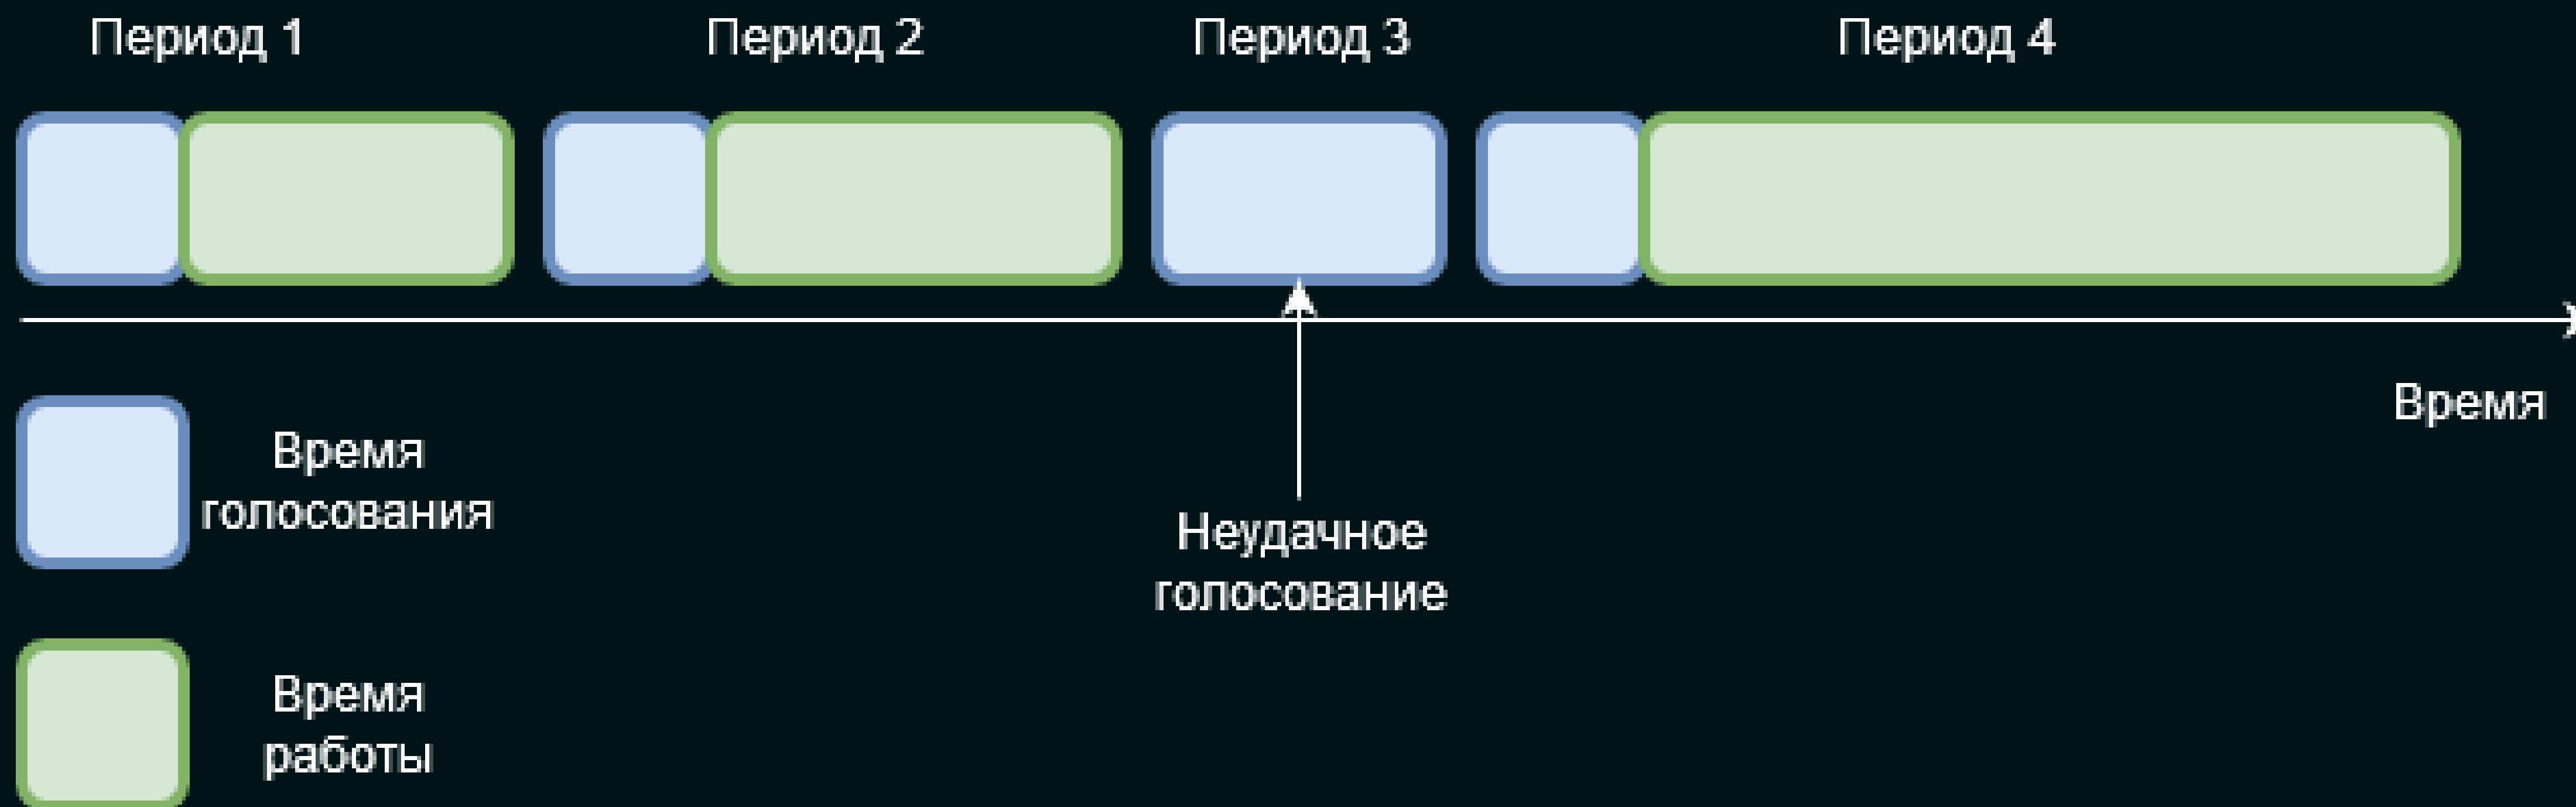 Период 1
Период 2
Период 3
Период 4
Время
Время
голосования
Неудачное
голосование
Время
работы